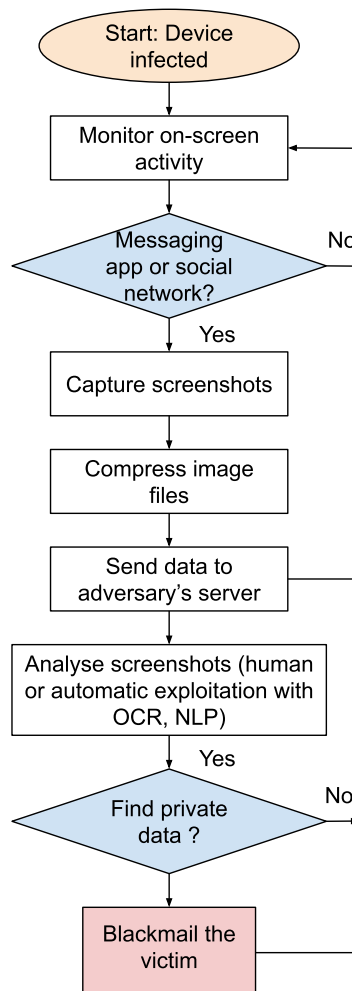 Start: Device
infected
Monitor on-screen
activity
Messaging
app or social
network?
No
Yes
Capture screenshots
Compress image
files
Send data to
adversary's server
Analyse screenshots (human
or automatic exploitation with
OCR, NLP)
Yes
Find private
data ?
No
Blackmail the
victim